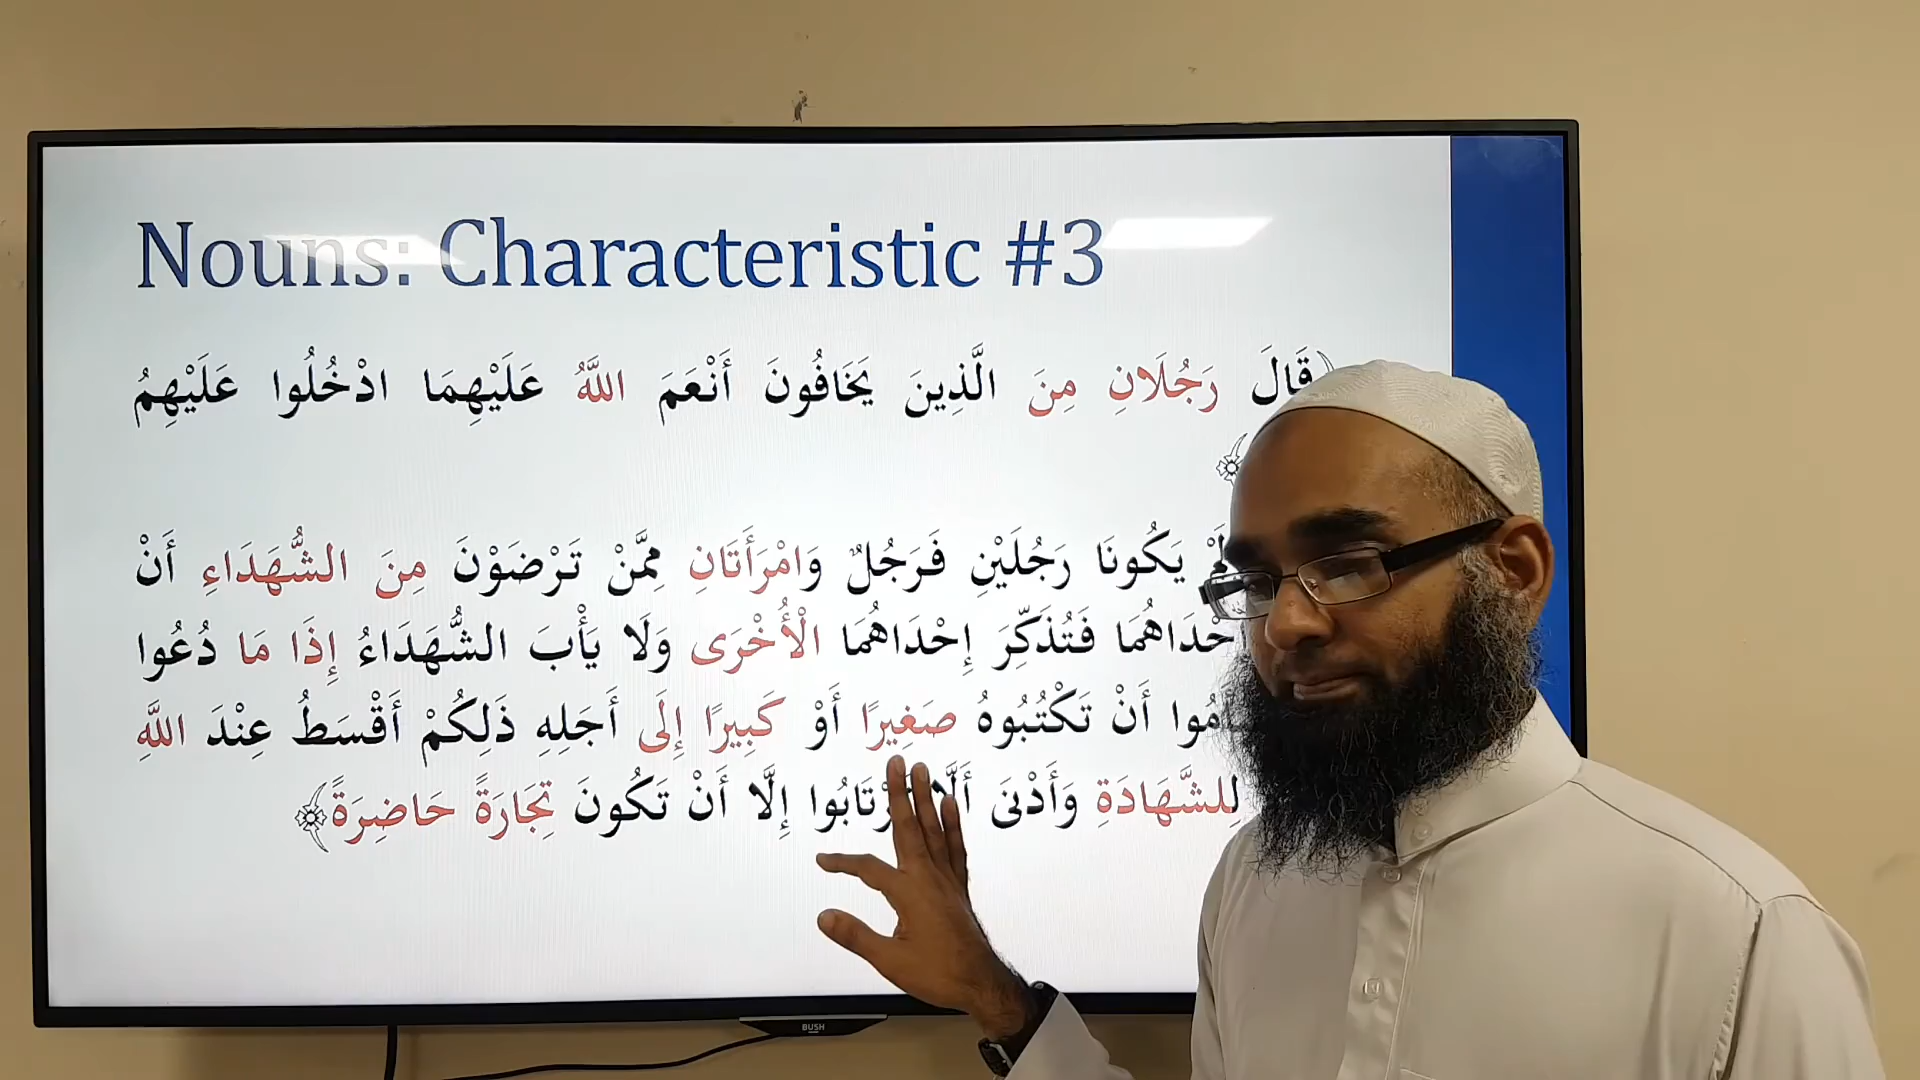 Nouns: Characteristic #3
﴿قَالَ رَجُلَانِ مِنَ الَّذِينَ يَخَافُونَ أَنْعَمَ اللَّهُ عَلَيْهِمَا ادْخُلُوا عَلَيْهِمُ
﴾
يَكُونَا رَجُلَيْنِ فَرَجُلٌ وَامْرَأَتَانِ مِمَّنْ تَرْضَوْنَ مِنَ الشُّهَدَاءِ أَنْ
فَتُذَكِّرَ إِحْدَاهُمَا الْأُخْرَى وَلَا يَأْبَ الشُّهَدَاءُ إِذَا مَا دُعُوا
أَنْ تَكْتُبُوهُ صَغِيرًا أَوْ كَبِيرًا إِلَى أَجَلِهِ ذَلِكُمْ أَقْسَطُ عِنْدَ اللَّهِ
لِلشَّهَادَةِ وَأَدْنَى أَلَّا تَرْتَابُوا إِلَّا أَنْ تَكُونَ تِجَارَةً حَاضِرَةً﴾
BUSH